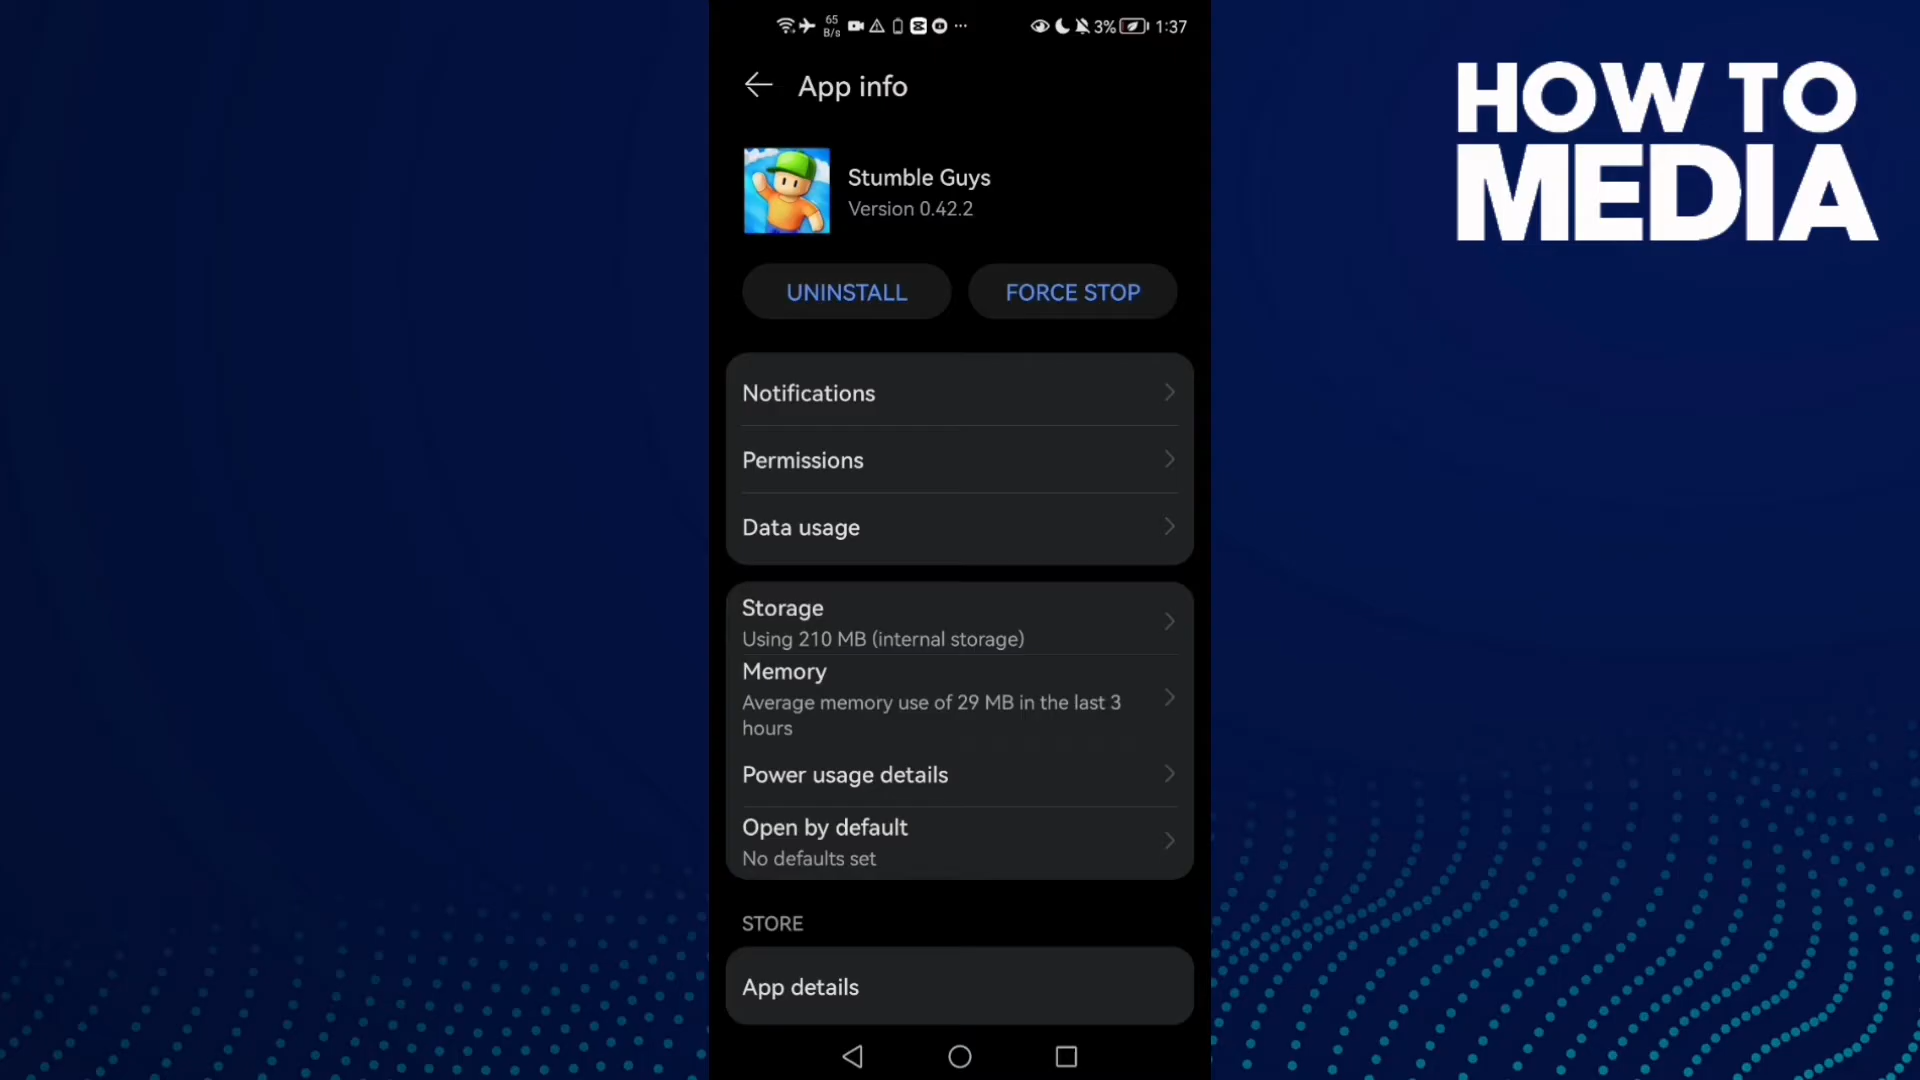 65
B/s
3%
1:37
App info
HOW TO
MEDIA
Stumble Guys
Version 0.42.2
UNINSTALL
FORCE STOP
Notifications
Permissions
Data usage
Storage
Using 210 MB (internal storage)
Memory
Average memory use of 29 MB in the last 3
hours
Power usage details
Open by default
No defaults set
STORE
App details